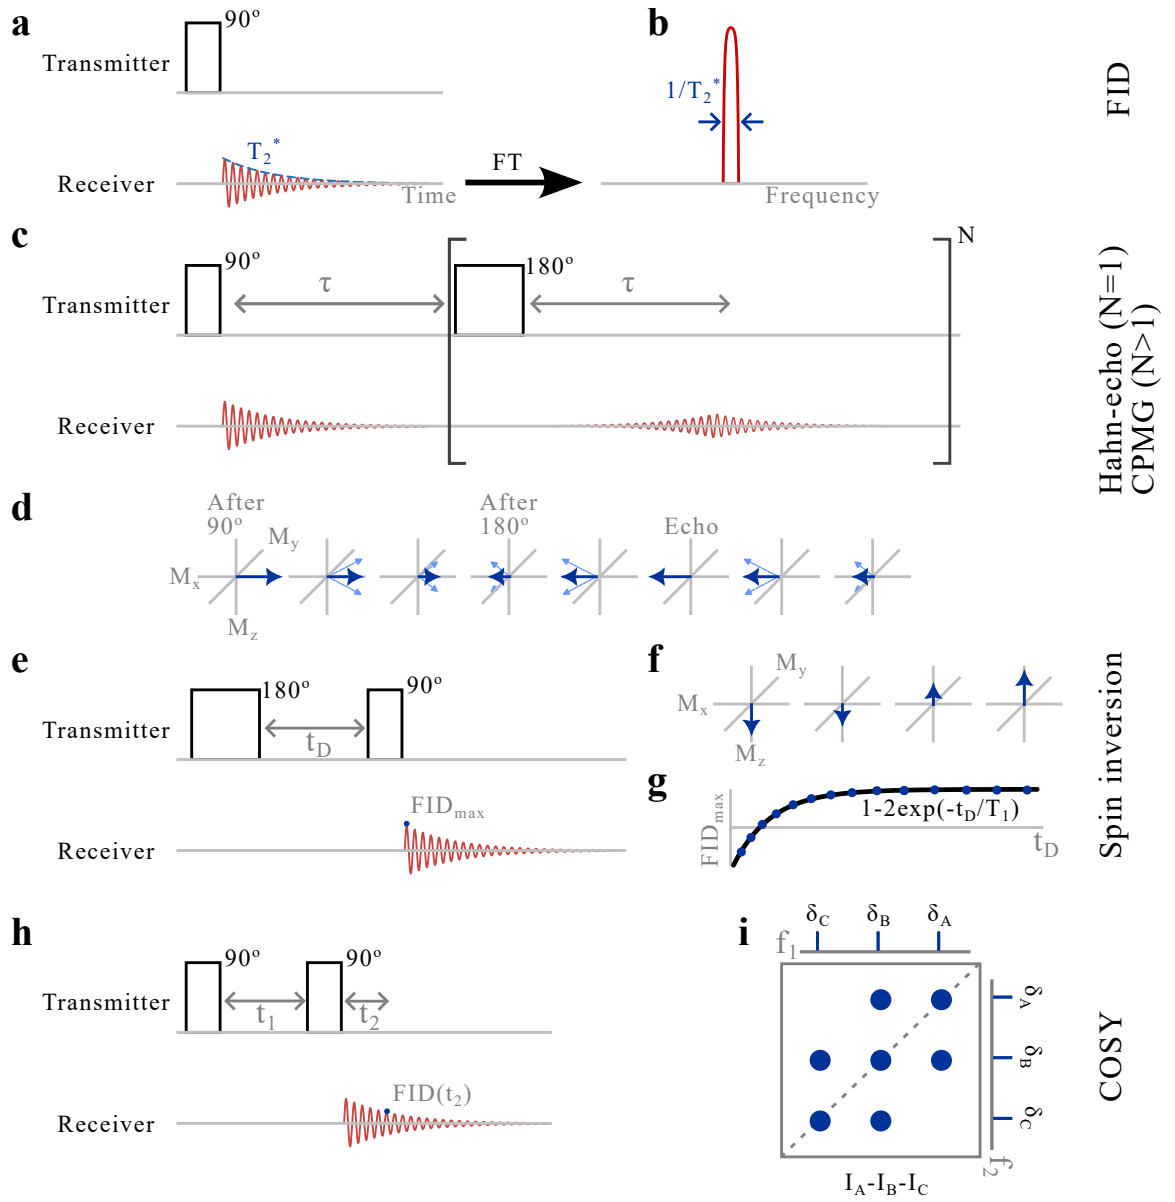 a
90º
Transmitter
T2*
Receiver
Time
FT
b
1/T2*
Frequency
FID
c
90º
τ
180º
τ
N
Transmitter
Receiver
Hahn-echo (N=1)
CPMG (N>1)
d
After
90º
After
180º
Echo
My
Mx
Mz
e
180º
90º
Transmitter
tD
FIDmax
Receiver
f
My
Mx
Mz
g
FIDmax
1-2exp(-tD/T1)
tD
Spin inversion
h
90º
90º
Transmitter
t1
t2
FID(t2)
Receiver
i
δC
δB
δA
f1
δA
δB
δC
f2
IA-IB-IC
COSY